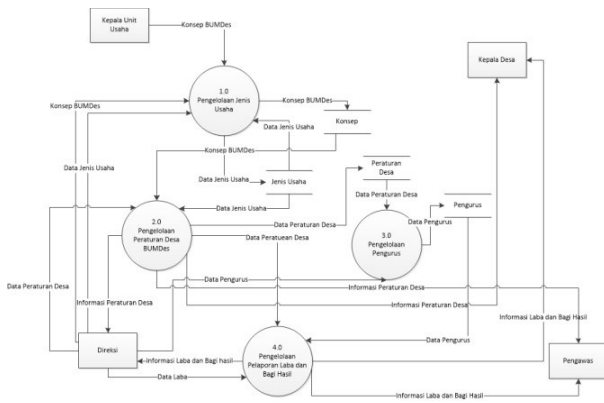 Kepala Unit
Usaha
Konsep BUMDes
Kepala Desa
1.0
Pengelolaan Jenis
Usaha
Konsep BUMDes
Konsep BUMDes
Data Jenis Usaha
Konsep
Data Jenis Usaha
Konsep BUMDes
Data Jenis Usaha
Jenis Usaha
Peraturan
Desa
Data Peraturan Desa
Pengurus
Data Jenis Usaha
2.0
Pengelolaan
Peraturan Desa
BUMDes
Data Peraturan Desa
Data Peratuean Desa
3.0
Pengelolaan
Pengurus
Data Pengurus
Data Peraturan Desa
Data Pengurus
Informasi Peraturan Desa
Informasi Peraturan Desa
Informasi Peraturan Desa
Informasi Laba dan Bagi Hasil
Direksi
Data Pengurus
4.0
Pengelolaan
Pelaporan Laba dan
Bagi Hasil
Informasi Laba dan Bagi hasil
Data Laba
Pengawas
Informasi Laba dan Bagi Hasil